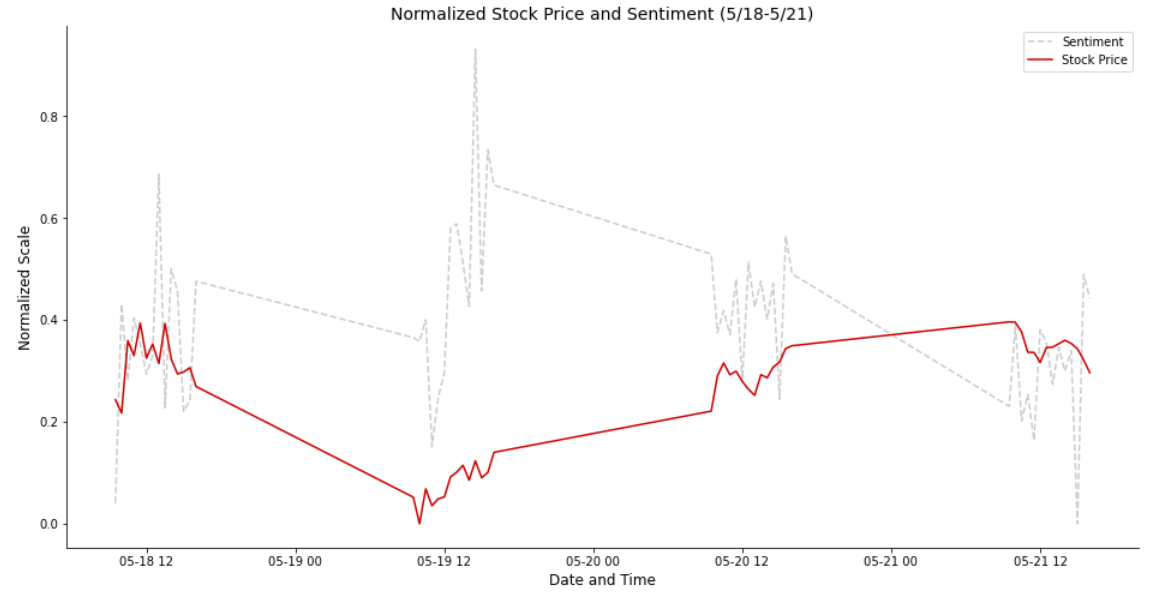 Normalized Stock Price and Sentiment (5/18-5/21)
Sentiment
Stock Price
Normalized Scale
0.8
0.6
0.4
0.2
0.0
05-18 12
05-19 00
05-19 12
05-20 00
05-20 12
05-21 00
05-21 12
Date and Time